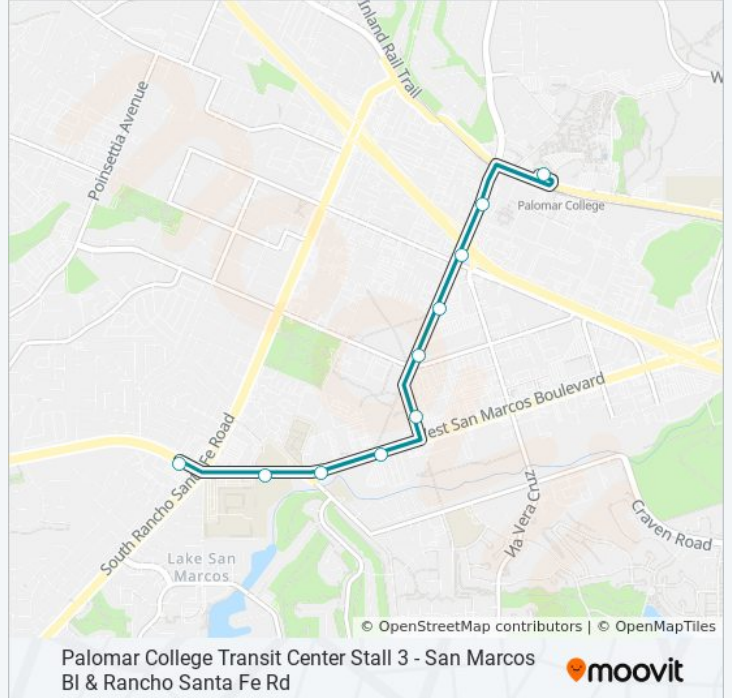 Inland Rail Trail
W
Poinsettia Avenue
Palomar College
est San Marcos Boulevard
South Rancho Santa Fe Road
Via Vera Cruz
Craven Road
Lake San
Marcos
© OpenStreetMap contributors | © OpenMapTiles
Palomar College Transit Center Stall 3 - San Marcos
Bl & Rancho Santa Fe Rd
moovit